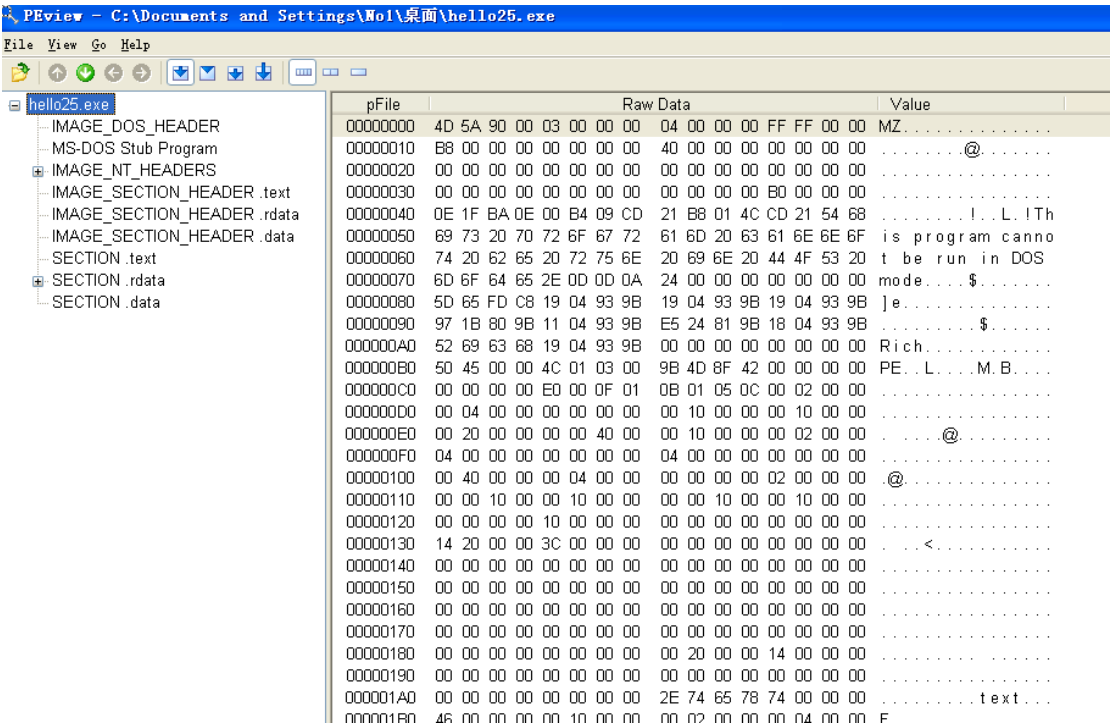 PEview - C:\Documents and Settings\No1\桌面\hello25.exe
File View Go Help
hello25.exe
IMAGE_DOS_HEADER
MS-DOS Stub Program
IMAGE_NT_HEADERS
IMAGE_SECTION_HEADER .text
IMAGE_SECTION_HEADER .rdata
IMAGE_SECTION_HEADER .data
SECTION .text
SECTION .rdata
SECTION .data
pFile Raw Data Value
00000000 4D 5A 90 00 03 00 00 00 04 00 00 00 FF FF 00 00 MZ..............
00000010 B8 00 00 00 00 00 00 00 40 00 00 00 00 00 00 00 ........@.......
00000020 00 00 00 00 00 00 00 00 00 00 00 00 00 00 00 00 ................
00000030 00 00 00 00 00 00 00 00 00 00 00 00 B0 00 00 00 ................
00000040 0E 1F BA 0E 00 B4 09 CD 21 B8 01 4C CD 21 54 68 ........!..L.!Th
00000050 69 73 20 70 72 6F 67 72 61 6D 20 63 61 6E 6E 6F is program canno
00000060 74 20 62 65 20 72 75 6E 20 69 6E 20 44 4F 53 20 t be run in DOS
00000070 6D 6F 64 65 2E 0D 0D 0A 24 00 00 00 00 00 00 00 mode....$.......
00000080 5D 65 FD C8 19 04 93 9B 19 04 93 9B 19 04 93 9B ]e..............
00000090 97 1B 80 9B 11 04 93 9B E5 24 81 9B 18 04 93 9B .........$......
000000A0 52 69 63 68 19 04 93 9B 00 00 00 00 00 00 00 00 Rich............
000000B0 50 45 00 00 4C 01 03 00 9B 4D 8F 42 00 00 00 00 PE..L....M.B....
000000C0 00 00 00 00 E0 00 0F 01 0B 01 05 0C 00 02 00 00 ................
000000D0 00 04 00 00 00 00 00 00 00 10 00 00 00 10 00 00 ................
000000E0 00 20 00 00 00 00 40 00 00 10 00 00 00 02 00 00 . ....@.........
000000F0 04 00 00 00 00 00 00 00 04 00 00 00 00 00 00 00 ................
00000100 00 40 00 00 00 04 00 00 00 00 00 00 02 00 00 00 .@..............
00000110 00 00 10 00 00 10 00 00 00 00 10 00 00 10 00 00 ................
00000120 00 00 00 00 10 00 00 00 00 00 00 00 00 00 00 00 ................
00000130 14 20 00 00 3C 00 00 00 00 00 00 00 00 00 00 00 . ..<...........
00000140 00 00 00 00 00 00 00 00 00 00 00 00 00 00 00 00 ................
00000150 00 00 00 00 00 00 00 00 00 00 00 00 00 00 00 00 ................
00000160 00 00 00 00 00 00 00 00 00 00 00 00 00 00 00 00 ................
00000170 00 00 00 00 00 00 00 00 00 00 00 00 00 00 00 00 ................
00000180 00 00 00 00 00 00 00 00 00 20 00 00 14 00 00 00 ......... ......
00000190 00 00 00 00 00 00 00 00 00 00 00 00 00 00 00 00 ................
000001A0 00 00 00 00 00 00 00 00 2E 74 65 78 74 00 00 00 .........text...
000001B0 46 00 00 00 00 10 00 00 00 02 00 00 00 04 00 00 F